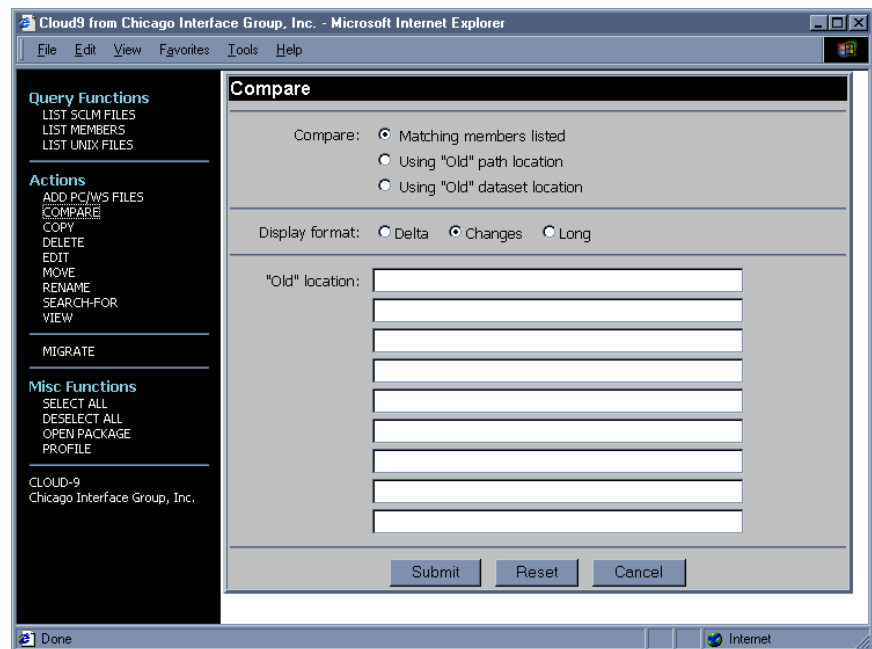 Cloud9 from Chicago Interface Group, Inc. - Microsoft Internet Explorer
File Edit View Favorites Tools Help
Query Functions
LIST SCLM FILES
LIST MEMBERS
LIST UNIX FILES
Actions
ADD PC/WS FILES
COMPARE
COPY
DELETE
EDIT
MOVE
RENAME
SEARCH-FOR
VIEW
MIGRATE
Misc Functions
SELECT ALL
DESELECT ALL
OPEN PACKAGE
PROFILE
CLOUD-9
Chicago Interface Group, Inc.
Compare
Compare: Matching members listed
Using "Old" path location
Using "Old" dataset location
Display format: Delta Changes Long
"Old" location:
Submit Reset Cancel
Done Internet